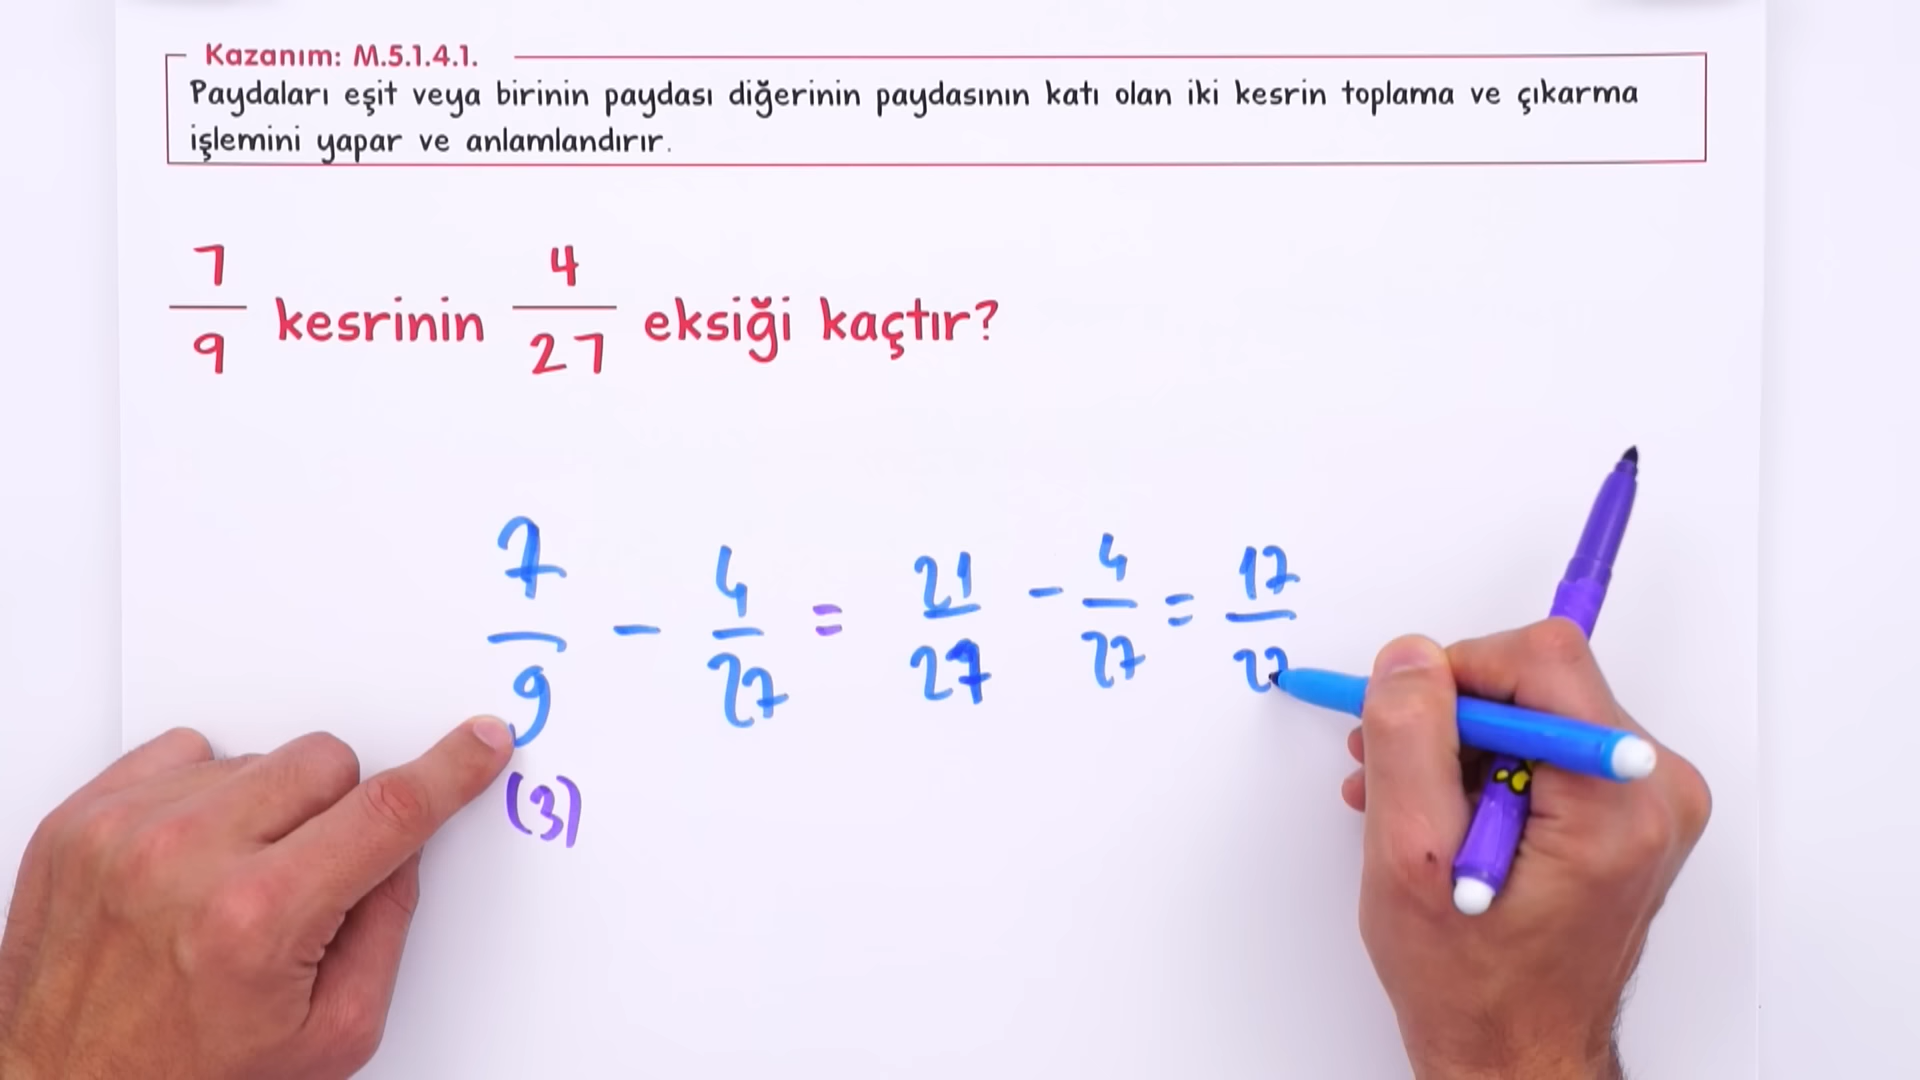 Kazanım: M.5.1.4.1.
Paydaları eşit veya birinin paydası diğerinin paydasının katı olan iki kesrin toplama ve çıkarma
işlemini yapar ve anlamlandırır.
7/9 kesrinin 4/27 eksiği kaçtır?
7/9 - 4/27 = 21/27 - 4/27 = 17/27
(3)